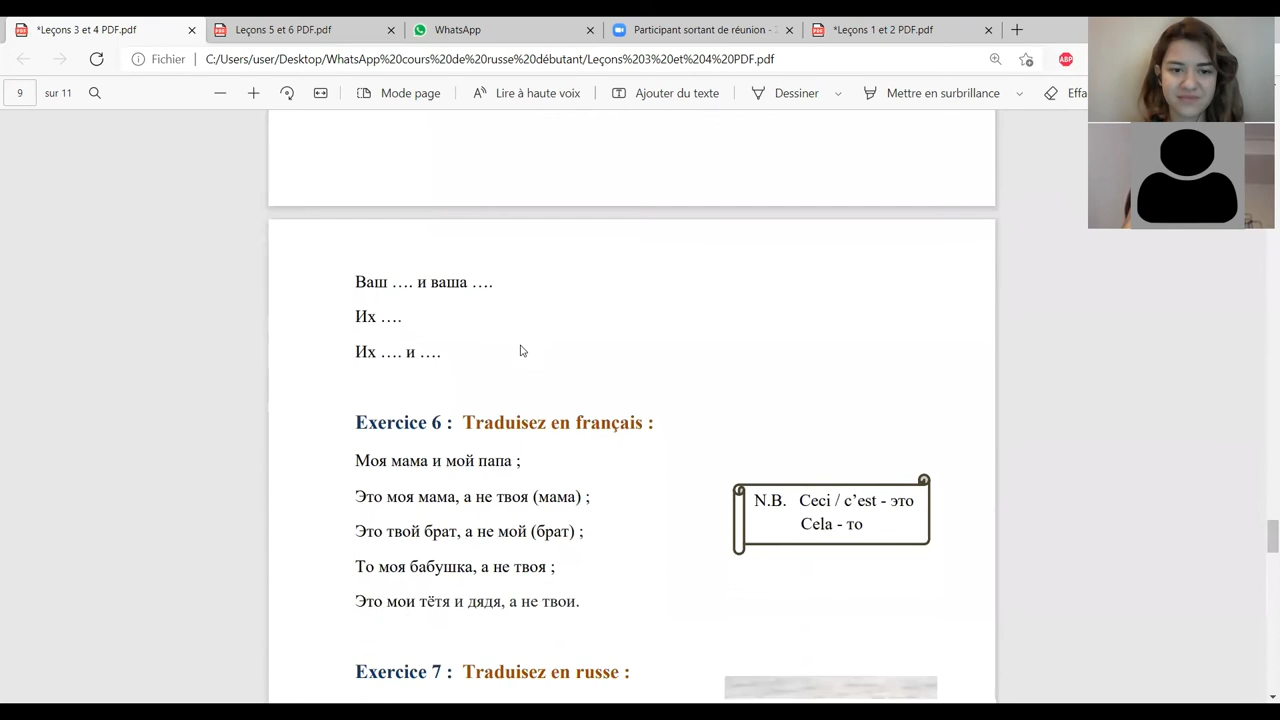 *Leçons 3 et 4 PDF.pdf
Leçons 5 et 6 PDF.pdf
WhatsApp
Participant sortant de réunion -
*Leçons 1 et 2 PDF.pdf
Fichier
C:/Users/user/Desktop/WhatsApp%20cours%20de%20russe%20débutant/Leçons%203%20et%204%20PDF.pdf
ABP
9 sur 11
Mode page
Lire à haute voix
Ajouter du texte
Dessiner
Mettre en surbrillance
Effa
Ваш …. и ваша ….
Их ….
Их …. и ….
Exercice 6 : Traduisez en français :
Моя мама и мой папа ;
Это моя мама, а не твоя (мама) ;
Это твой брат, а не мой (брат) ;
То моя бабушка, а не твоя ;
Это мои тётя и дядя, а не твои.
N.B. Ceci / c’est - это
Cela - то
Exercice 7 : Traduisez en russe :